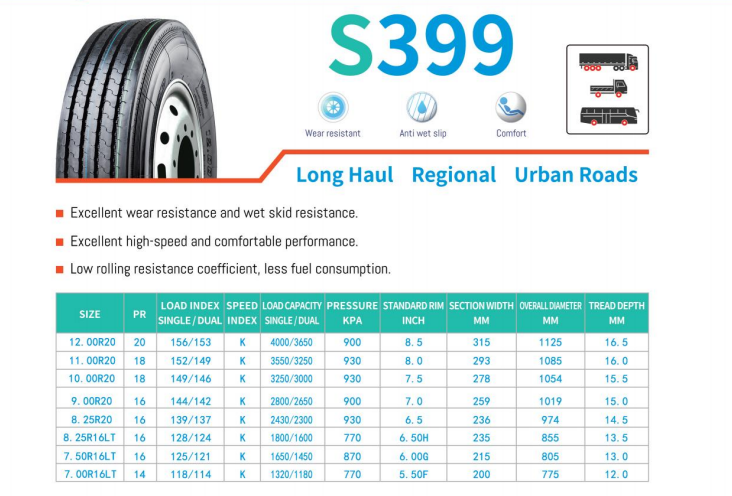 S399
Wear resistant
Anti wet slip
Comfort
Long Haul Regional Urban Roads
Excellent wear resistance and wet skid resistance.
Excellent high-speed and comfortable performance.
Low rolling resistance coefficient, less fuel consumption.
SIZE PR LOAD INDEX SINGLE / DUAL SPEED INDEX LOAD CAPACITY SINGLE / DUAL PRESSURE KPA STANDARD RIM INCH SECTION WIDTH MM OVERALL DIAMETER MM TREAD DEPTH MM
12.00R20 20 156/153 K 4000/3650 900 8.5 315 1125 16.5
11.00R20 18 152/149 K 3550/3250 930 8.0 293 1085 16.0
10.00R20 18 149/146 K 3250/3000 930 7.5 278 1054 15.5
9.00R20 16 144/142 K 2800/2650 900 7.0 259 1019 15.0
8.25R20 16 139/137 K 2430/2300 930 6.5 236 974 14.5
8.25R16LT 16 128/124 K 1800/1600 770 6.50H 235 855 13.5
7.50R16LT 16 125/121 K 1650/1450 870 6.00G 215 805 13.0
7.00R16LT 14 118/114 K 1320/1180 770 5.50F 200 775 12.0